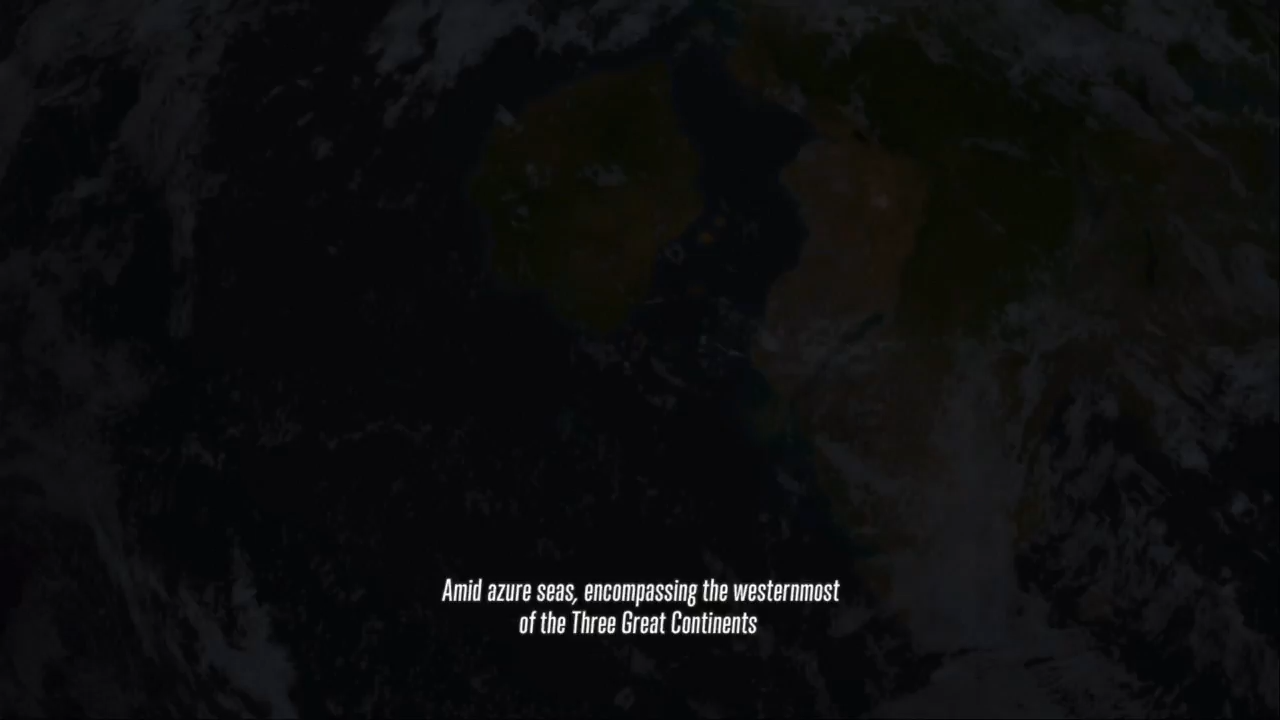 Amid azure seas, encompassing the westernmost
of the Three Great Continents